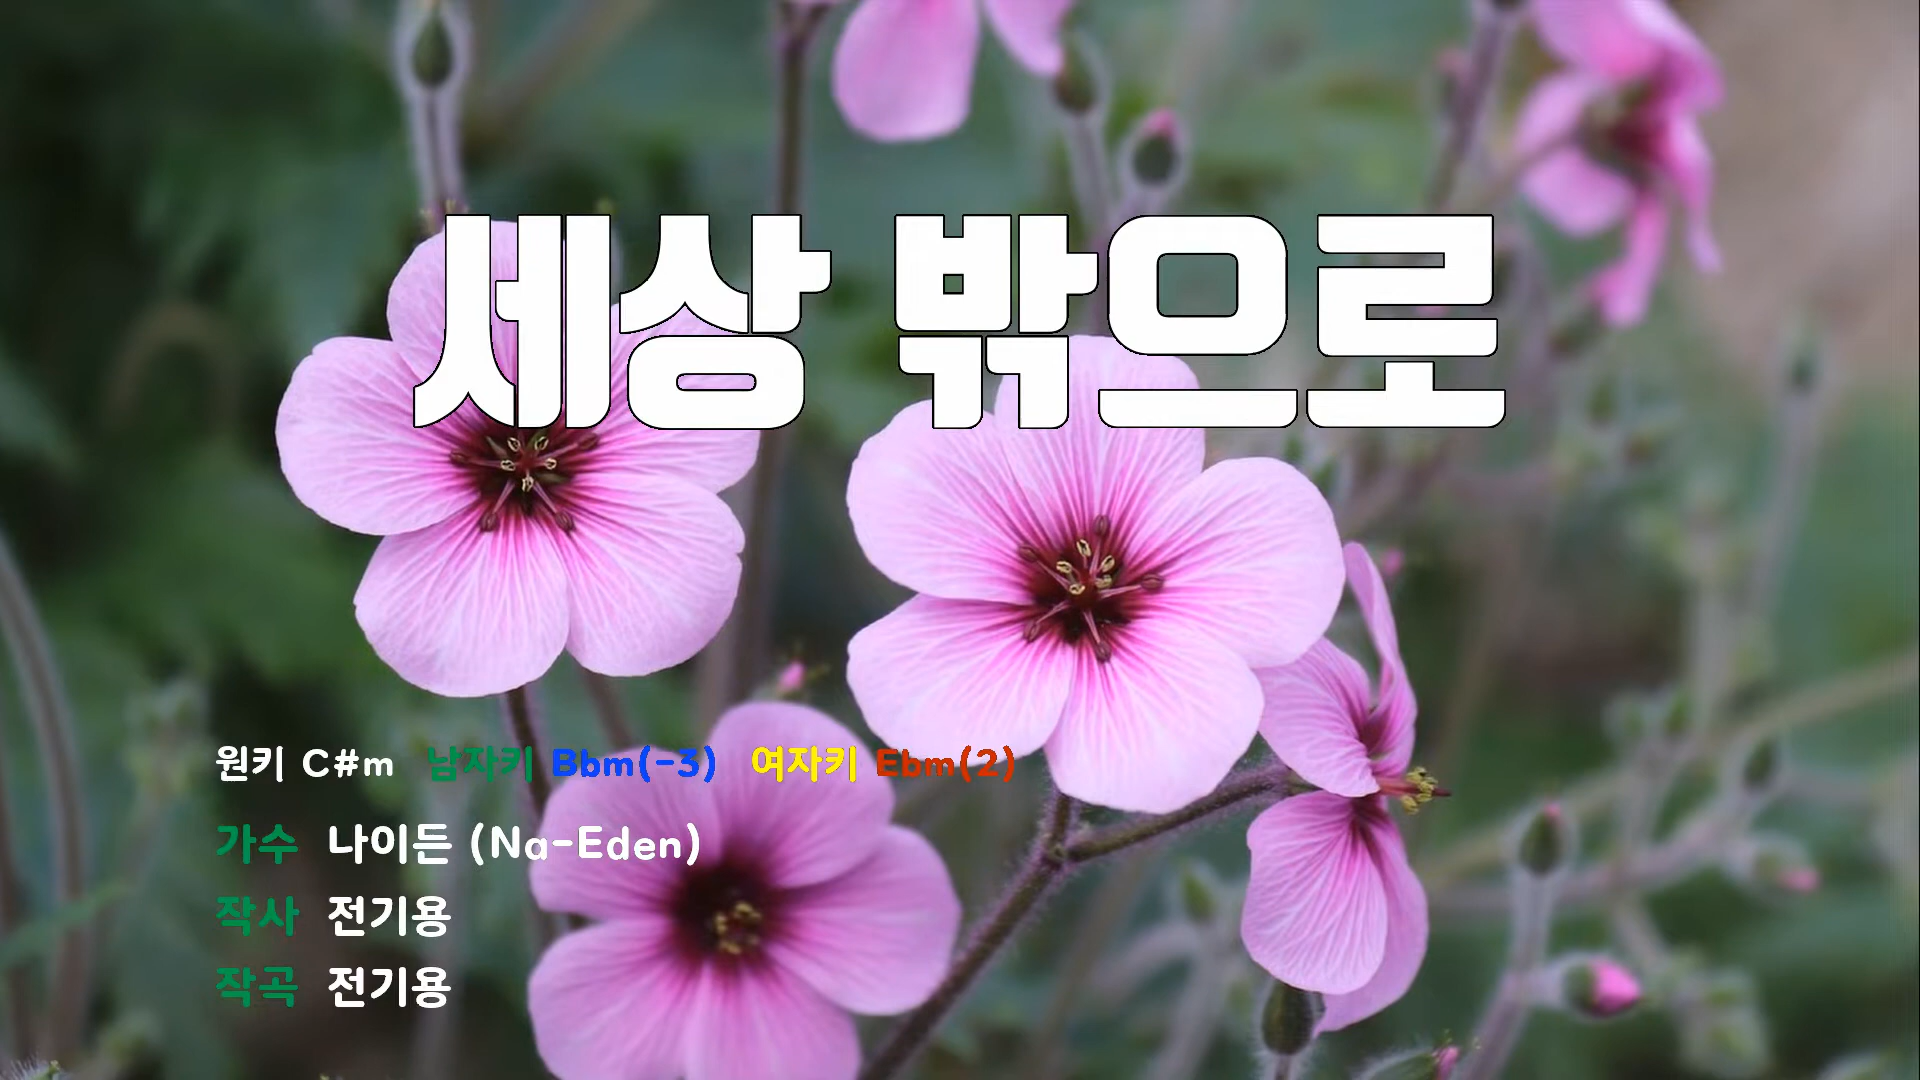 세상 밖으로
원키 C#m 남자키 Bbm(-3) 여자키 Ebm(2)
가수 나이든 (Na-Eden)
작사 전기용
작곡 전기용